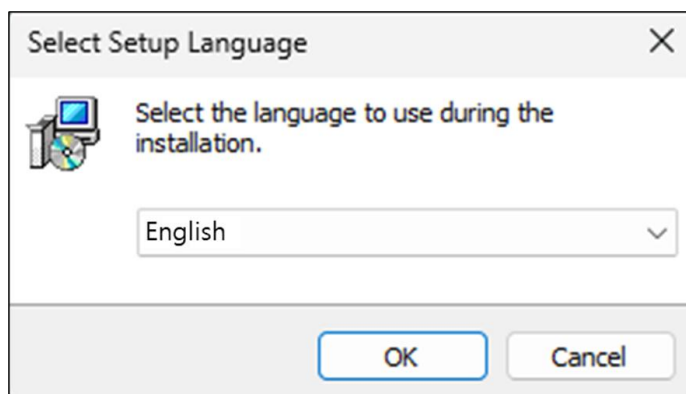 Select Setup Language
Select the language to use during the
installation.
English
OK
Cancel